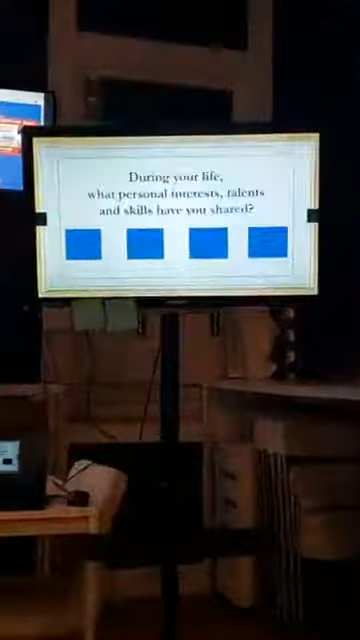 During your life,
what personal interests, talents
and skills have you shared?